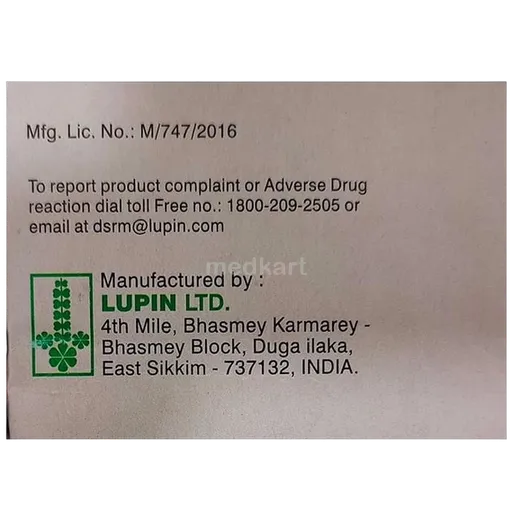 Mfg. Lic. No.: M/747/2016
To report product complaint or Adverse Drug
reaction dial toll Free no.: 1800-209-2505 or
email at dsrm@lupin.com
medkart
Manufactured by :
LUPIN LTD.
4th Mile, Bhasmey Karmarey -
Bhasmey Block, Duga ilaka,
East Sikkim - 737132, INDIA.